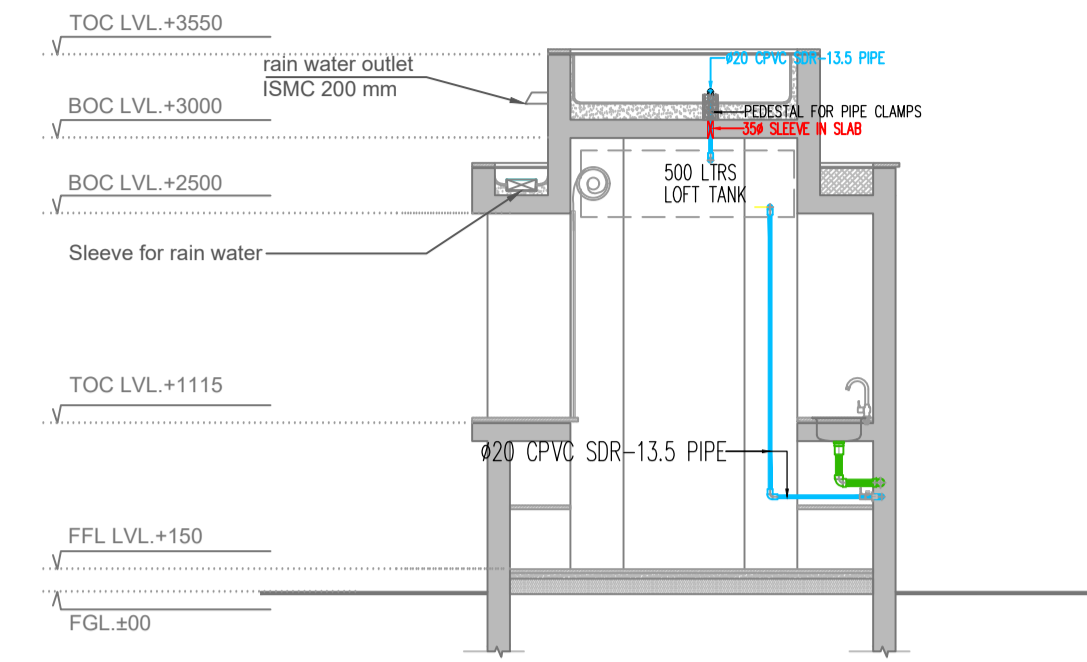 TOC LVL.+3550
rain water outlet
ISMC 200 mm
Ø20 CPVC SDR-13.5 PIPE
BOC LVL.+3000
PEDESTAL FOR PIPE CLAMPS
35Ø SLEEVE IN SLAB
BOC LVL.+2500
500 LTRS
LOFT TANK
Sleeve for rain water
TOC LVL.+1115
Ø20 CPVC SDR-13.5 PIPE
FFL LVL.+150
FGL.±00